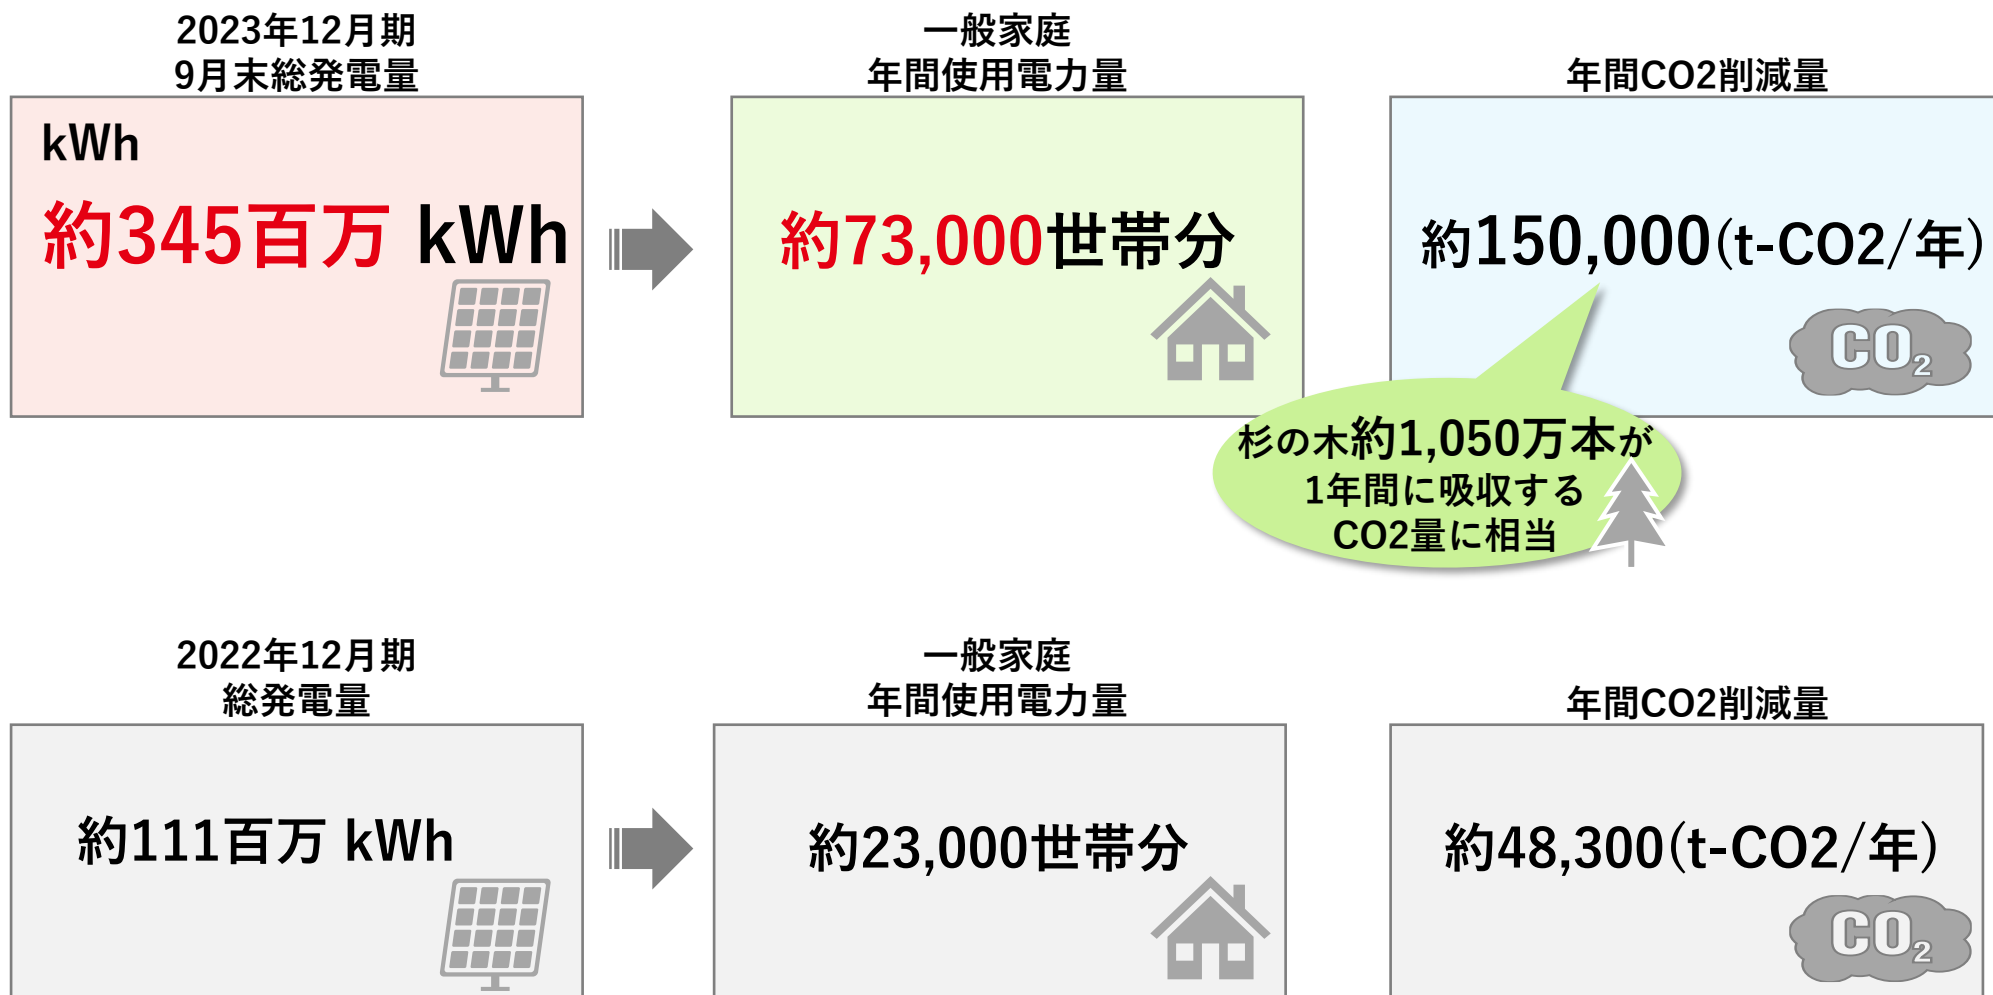 2023年12月期
9月末総発電量
一般家庭
年間使用電力量
年間CO2削減量
kWh
約345百万 kWh
約73,000世帯分
約150,000(t-CO2/年)
CO2
杉の木約1,050万本が
1年間に吸収する
CO2量に相当
2022年12月期
総発電量
一般家庭
年間使用電力量
年間CO2削減量
約111百万 kWh
約23,000世帯分
約48,300(t-CO2/年)
CO2